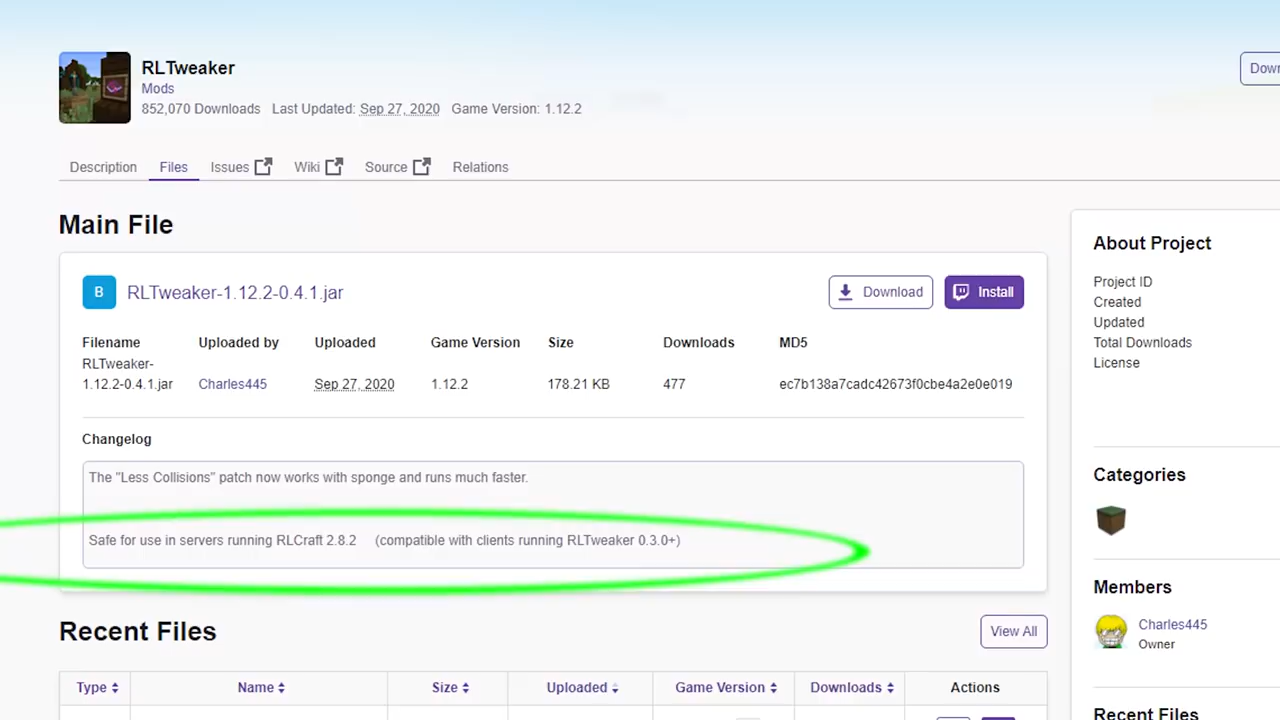 RLTweaker
Mods
852,070 Downloads Last Updated: Sep 27, 2020 Game Version: 1.12.2
Description Files Issues Wiki Source Relations
Main File
B RLTweaker-1.12.2-0.4.1.jar Download Install
Filename Uploaded by Uploaded Game Version Size Downloads MD5
RLTweaker-
1.12.2-0.4.1.jar Charles445 Sep 27, 2020 1.12.2 178.21 KB 477 ec7b138a7cadc42673f0cbe4a2e0e019
Changelog
The "Less Collisions" patch now works with sponge and runs much faster.
Safe for use in servers running RLCraft 2.8.2 (compatible with clients running RLTweaker 0.3.0+)
Recent Files View All
Type Name Size Uploaded Game Version Downloads Actions
About Project
Project ID
Created
Updated
Total Downloads
License
Categories
Members
Charles445
Owner
Recent Files